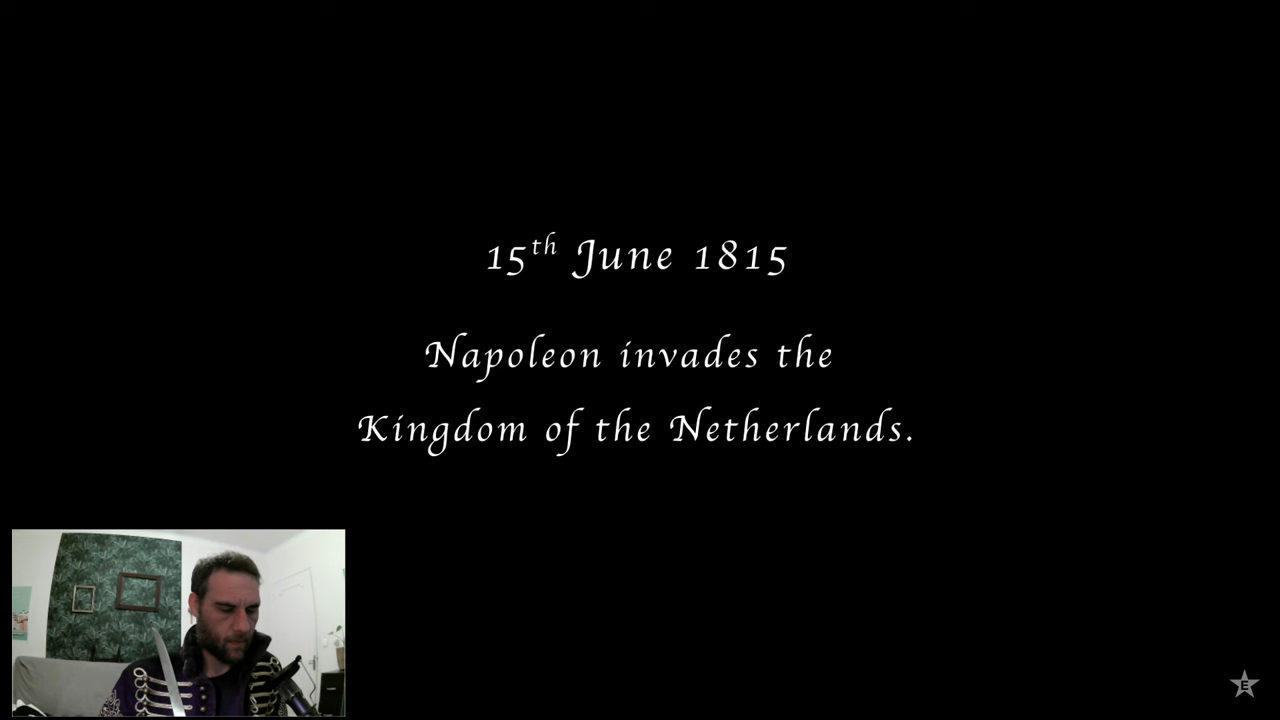 15th June 1815
Napoleon invades the
Kingdom of the Netherlands.
E